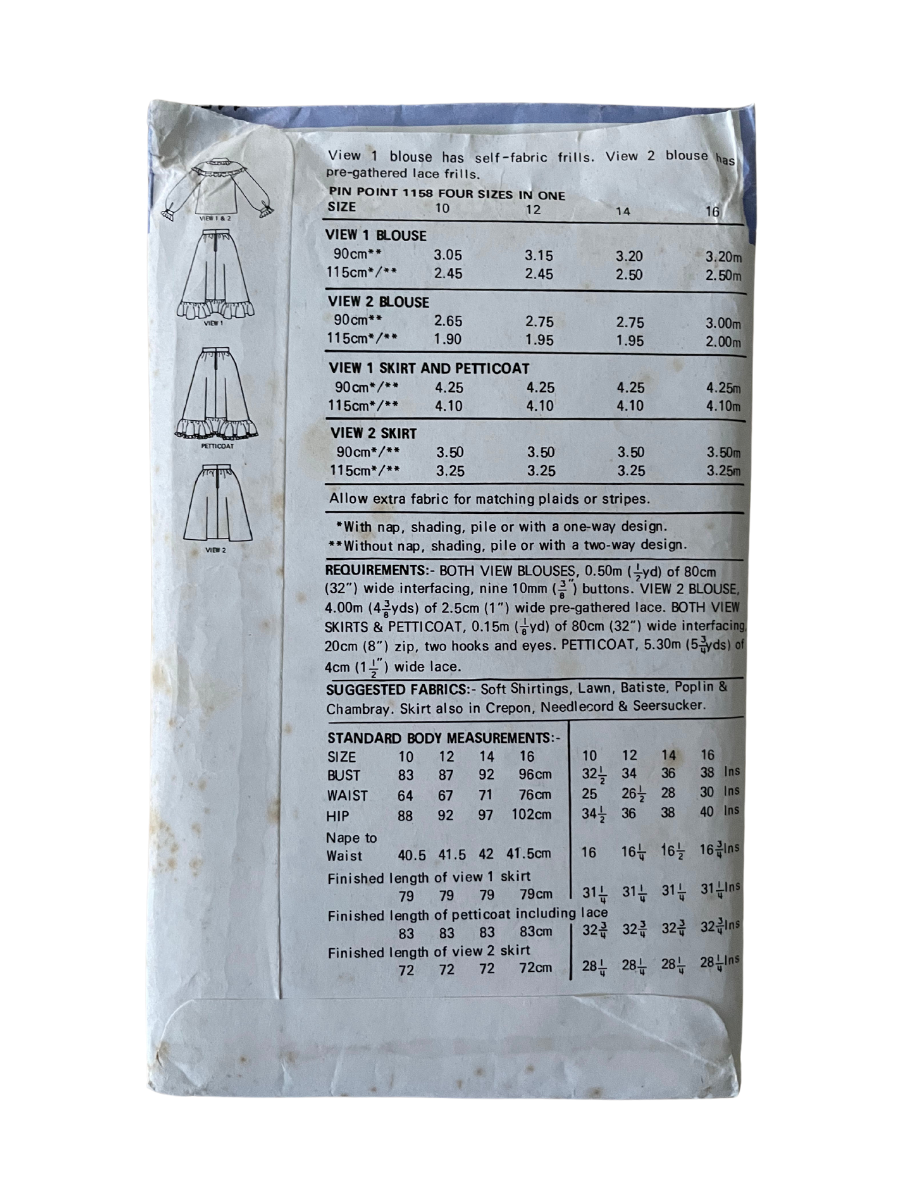 View 1 blouse has self-fabric frills. View 2 blouse has
pre-gathered lace frills.
PIN POINT 1158 FOUR SIZES IN ONE
SIZE 10 12 14 16
VIEW 1 BLOUSE
90cm** 3.05 3.15 3.20 3.20m
115cm*/** 2.45 2.45 2.50 2.50m
VIEW 2 BLOUSE
90cm** 2.65 2.75 2.75 3.00m
115cm*/** 1.90 1.95 1.95 2.00m
VIEW 1 SKIRT AND PETTICOAT
90cm*/** 4.25 4.25 4.25 4.25m
115cm*/** 4.10 4.10 4.10 4.10m
VIEW 2 SKIRT
90cm*/** 3.50 3.50 3.50 3.50m
115cm*/** 3.25 3.25 3.25 3.25m
Allow extra fabric for matching plaids or stripes.
*With nap, shading, pile or with a one-way design.
**Without nap, shading, pile or with a two-way design.
REQUIREMENTS:- BOTH VIEW BLOUSES, 0.50m (½yd) of 80cm
(32") wide interfacing, nine 10mm (⅜") buttons. VIEW 2 BLOUSE,
4.00m (4⅜yds) of 2.5cm (1") wide pre-gathered lace. BOTH VIEW
SKIRTS & PETTICOAT, 0.15m (⅛yd) of 80cm (32") wide interfacing,
20cm (8") zip, two hooks and eyes. PETTICOAT, 5.30m (5¾yds) of
4cm (1½") wide lace.
SUGGESTED FABRICS:- Soft Shirtings, Lawn, Batiste, Poplin &
Chambray. Skirt also in Crepon, Needlecord & Seersucker.
STANDARD BODY MEASUREMENTS:-
SIZE 10 12 14 16 10 12 14 16
BUST 83 87 92 96cm 32½ 34 36 38 Ins
WAIST 64 67 71 76cm 25 26½ 28 30 Ins
HIP 88 92 97 102cm 34½ 36 38 40 Ins
Nape to
Waist 40.5 41.5 42 41.5cm 16 16¼ 16½ 16¾Ins
Finished length of view 1 skirt
79 79 79 79cm 31¼ 31¼ 31¼ 31¼Ins
Finished length of petticoat including lace
83 83 83 83cm 32¾ 32¾ 32¾ 32¾Ins
Finished length of view 2 skirt
72 72 72 72cm 28¼ 28¼ 28¼ 28¼Ins
VIEW 1 & 2
VIEW 1
PETTICOAT
VIEW 2